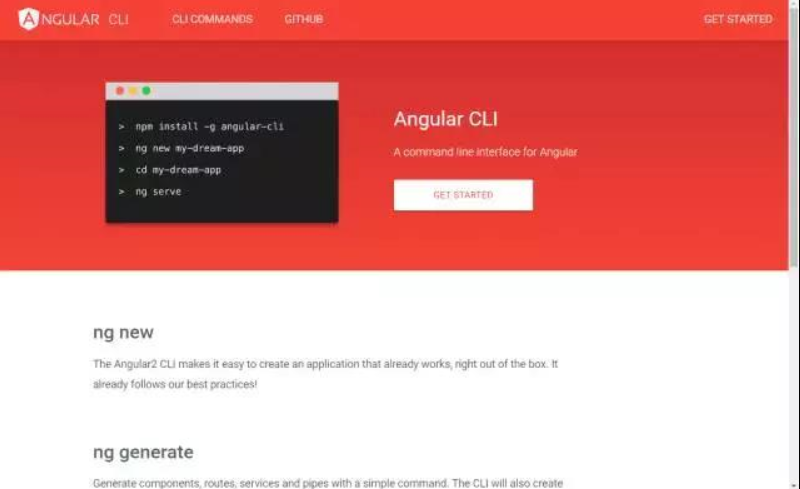 ANGULAR CLI CLI COMMANDS GITHUB GET STARTED
> npm install -g angular-cli
> ng new my-dream-app
> cd my-dream-app
> ng serve
Angular CLI
A command line interface for Angular
GET STARTED
ng new
The Angular2 CLI makes it easy to create an application that already works, right out of the box. It
already follows our best practices!
ng generate
Generate components, routes, services and pipes with a simple command. The CLI will also create